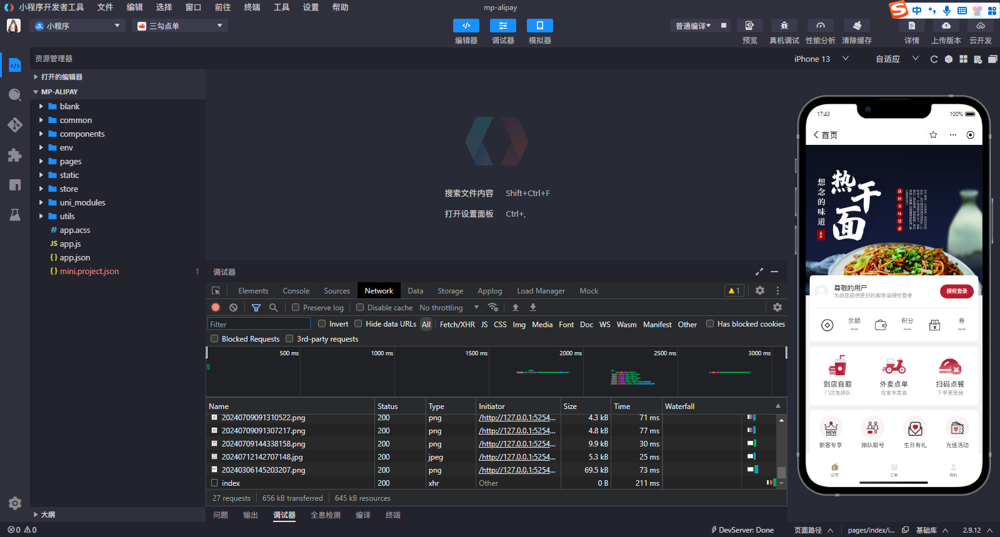 小程序开发者工具 文件 编辑 选择 窗口 前往 终端 工具 设置 帮助 mp-alipay 中
小程序 三勾点单 普通编译
编辑器 调试器 模拟器 预览 真机调试 性能分析 清除缓存 详情 上传版本 云开发
资源管理器
iPhone 13 自适应
打开的编辑器
MP-ALIPAY
blank
common
components
env
pages
static
store
uni_modules
utils
# app.acss
JS app.js
{} app.json
{} mini.project.json 1
大纲
搜索文件内容 Shift+Ctrl+F
打开设置面板 Ctrl+,
调试器
Elements Console Sources Network Data Storage Applog Load Manager Mock 1
Preserve log Disable cache No throttling
Filter Invert Hide data URLs All Fetch/XHR JS CSS Img Media Font Doc WS Wasm Manifest Other Has blocked cookies
Blocked Requests 3rd-party requests
500 ms 1000 ms 1500 ms 2000 ms 2500 ms 3000 ms
Name Status Type Initiator Size Time Waterfall
20240709091310522.png 200 png /http://127.0.0.1:5254... 4.3 kB 71 ms
20240709091307217.png 200 png /http://127.0.0.1:5254... 4.8 kB 77 ms
20240709144338158.png 200 png /http://127.0.0.1:5254... 9.9 kB 30 ms
20240712142707148.jpg 200 jpeg /http://127.0.0.1:5254... 5.3 kB 25 ms
20240306145203207.png 200 png /http://127.0.0.1:5254... 69.5 kB 73 ms
index 200 xhr Other 0 B 211 ms
27 requests 656 kB transferred 645 kB resources
问题 输出 调试器 全息检测 编译 终端
17:43 100%
首页
想念的味道
热干面
新鲜美味健康
尊敬的用户
为给您提供更好的服务请授权登录
授权登录
余额 积分 券
-- -- --
到店自取 外卖点单 扫码点餐
门店免排队 在家享美食 下单更便捷
NEW
新客专享 排队取号 生日有礼 充值活动
首页 订单 我的
0 0 DevServer: Done 页面路径 pages/index/i... 基础库 2.9.12